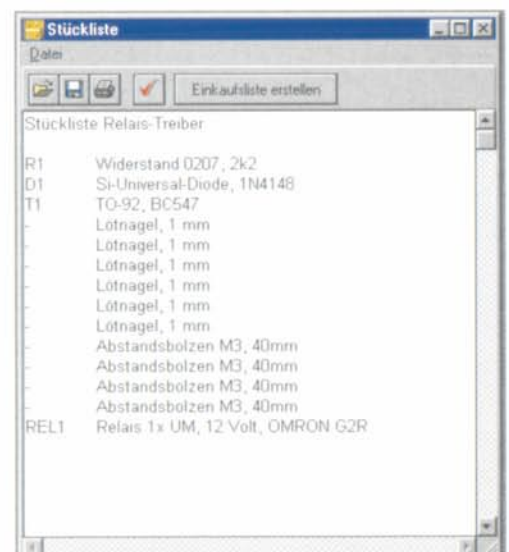 Stückliste
Datei
Einkaufsliste erstellen
Stückliste Relais-Treiber
R1 Widerstand 0207, 2k2
D1 Si-Universal-Diode, 1N4148
T1 TO-92, BC547
- Lötnagel, 1 mm
- Lötnagel, 1 mm
- Lötnagel, 1 mm
- Lötnagel, 1 mm
- Lötnagel, 1 mm
- Lötnagel, 1 mm
- Abstandsbolzen M3, 40mm
- Abstandsbolzen M3, 40mm
- Abstandsbolzen M3, 40mm
- Abstandsbolzen M3, 40mm
REL1 Relais 1x UM, 12 Volt, OMRON G2R